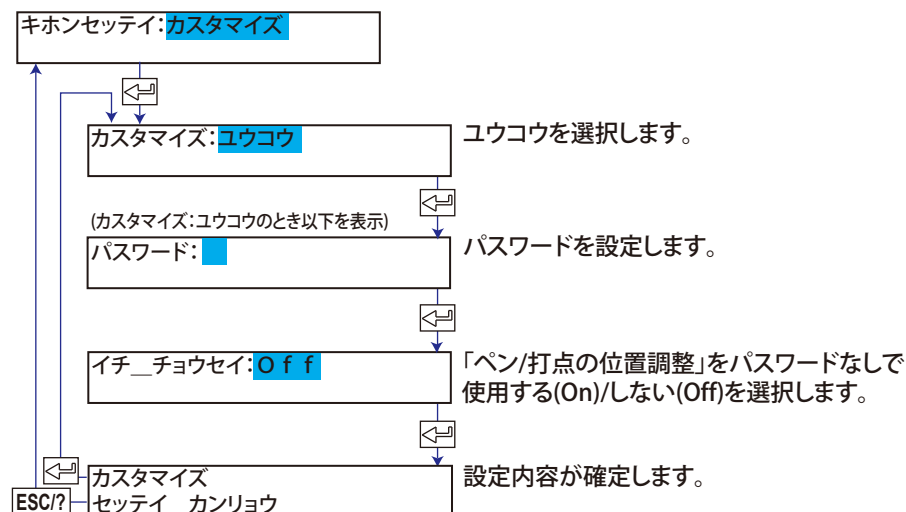 キホンセッテイ：カスタマイズ
カスタマイズ：ユウコウ
ユウコウを選択します。
(カスタマイズ：ユウコウのとき以下を表示)
パスワード：
パスワードを設定します。
イチ＿チョウセイ：Ｏｆｆ
「ペン/打点の位置調整」をパスワードなしで
使用する(On)/しない(Off)を選択します。
カスタマイズ
セッテイ　カンリョウ
設定内容が確定します。
ESC/?